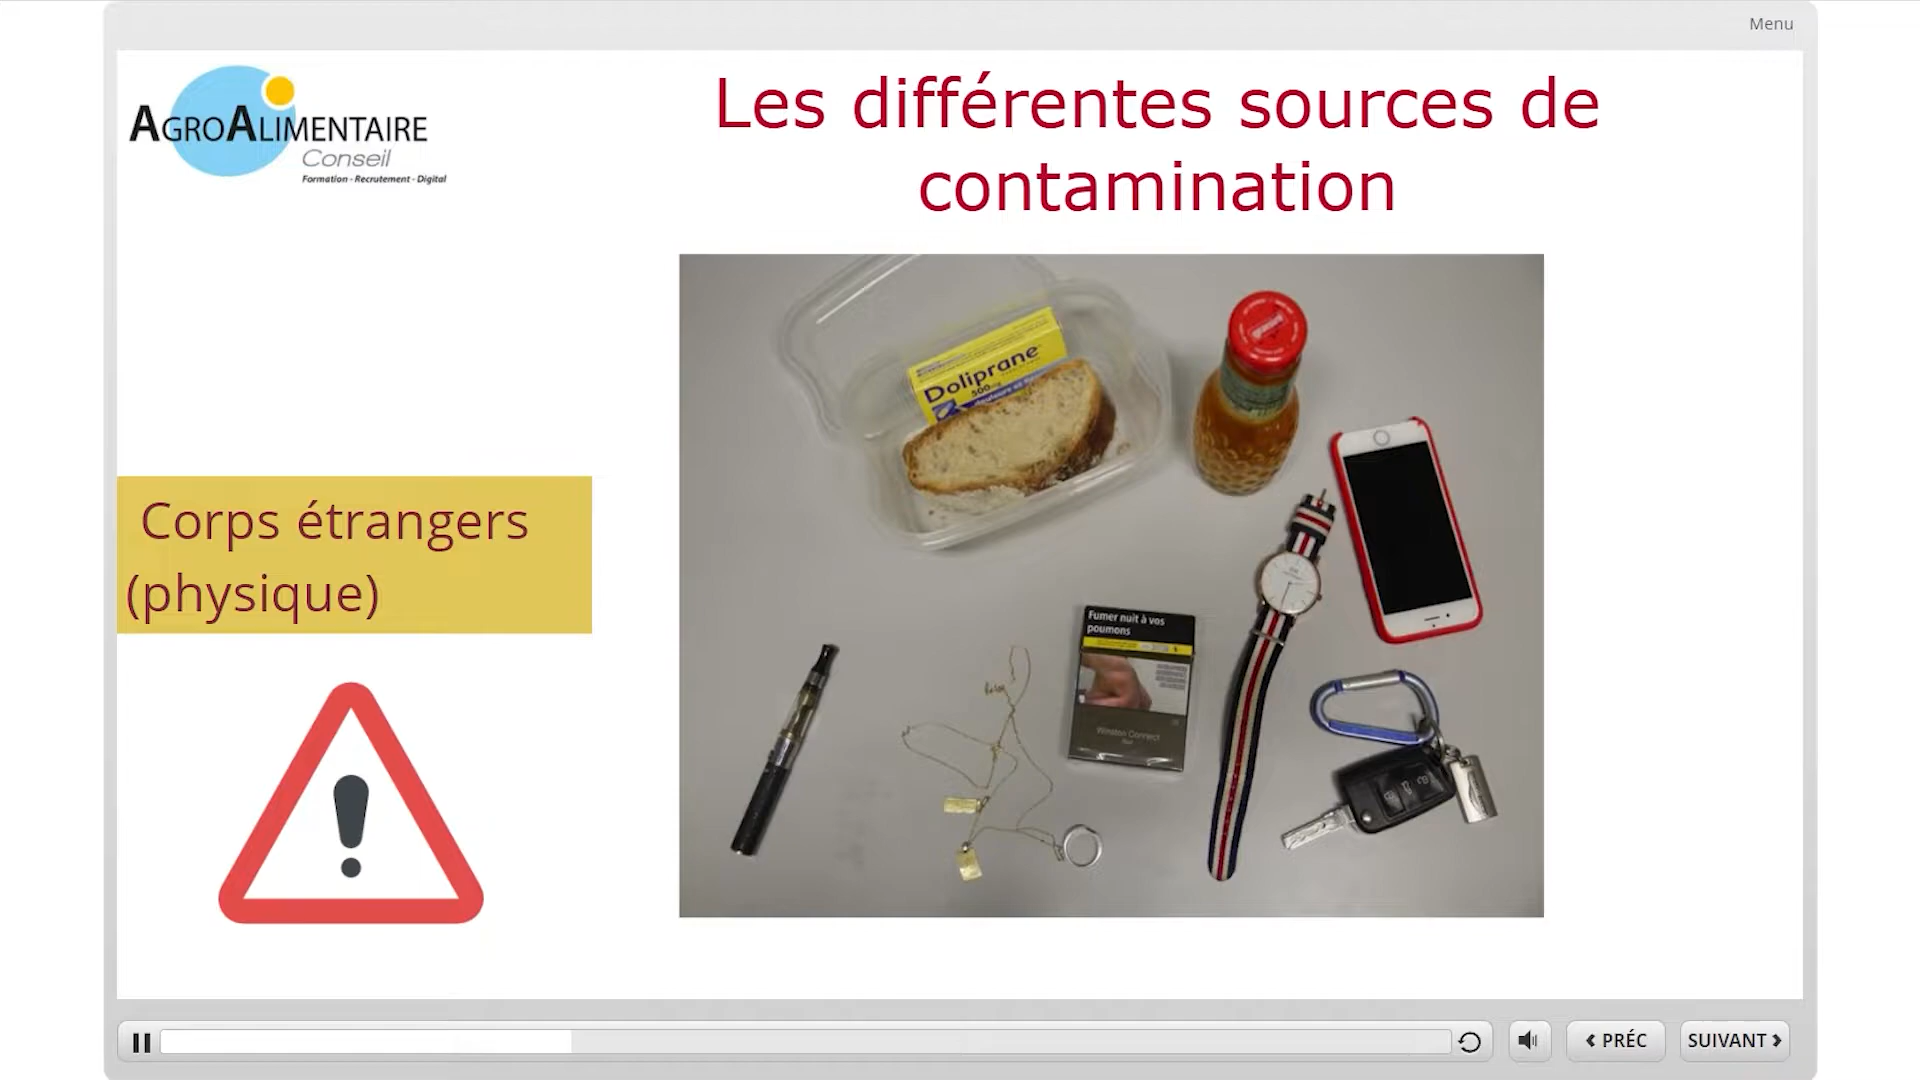 Menu
AGROALIMENTAIRE
Conseil
Formation - Recrutement - Digital
Les différentes sources de
contamination
Doliprane
500
Fumer nuit à vos
poumons
Winston Connect
Corps étrangers
(physique)
PRÉC
SUIVANT